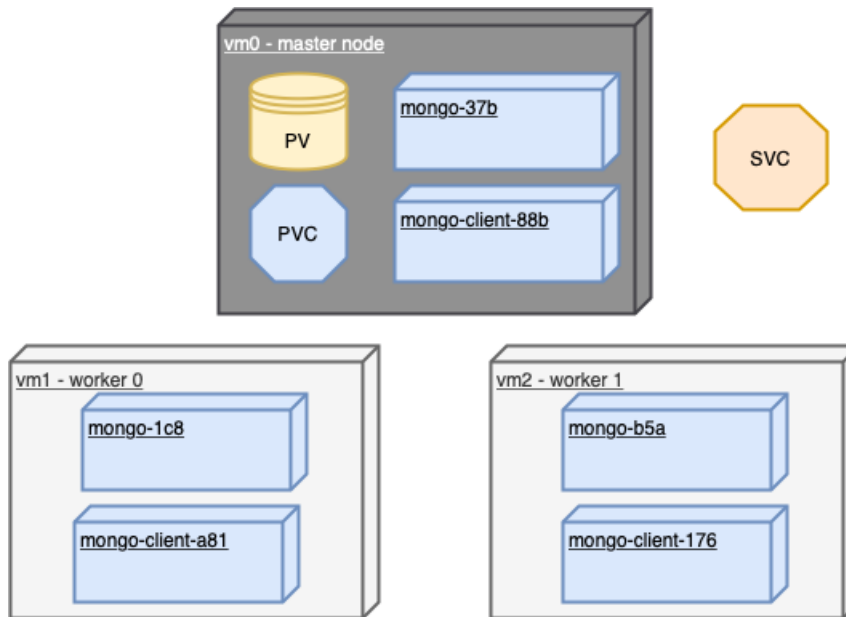 vm0 - master node
PV
mongo-37b
SVC
PVC
mongo-client-88b
vm1 - worker 0
mongo-1c8
mongo-client-a81
vm2 - worker 1
mongo-b5a
mongo-client-176